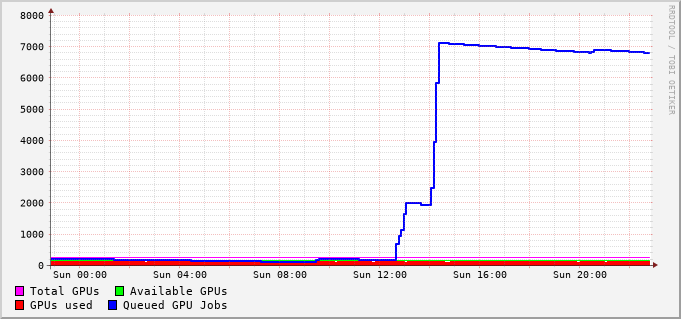 8000
7000
6000
5000
4000
3000
2000
1000
0
Sun 00:00 Sun 04:00 Sun 08:00 Sun 12:00 Sun 16:00 Sun 20:00
Total GPUs Available GPUs
GPUs used Queued GPU Jobs
RRDTOOL / TOBI OETIKER